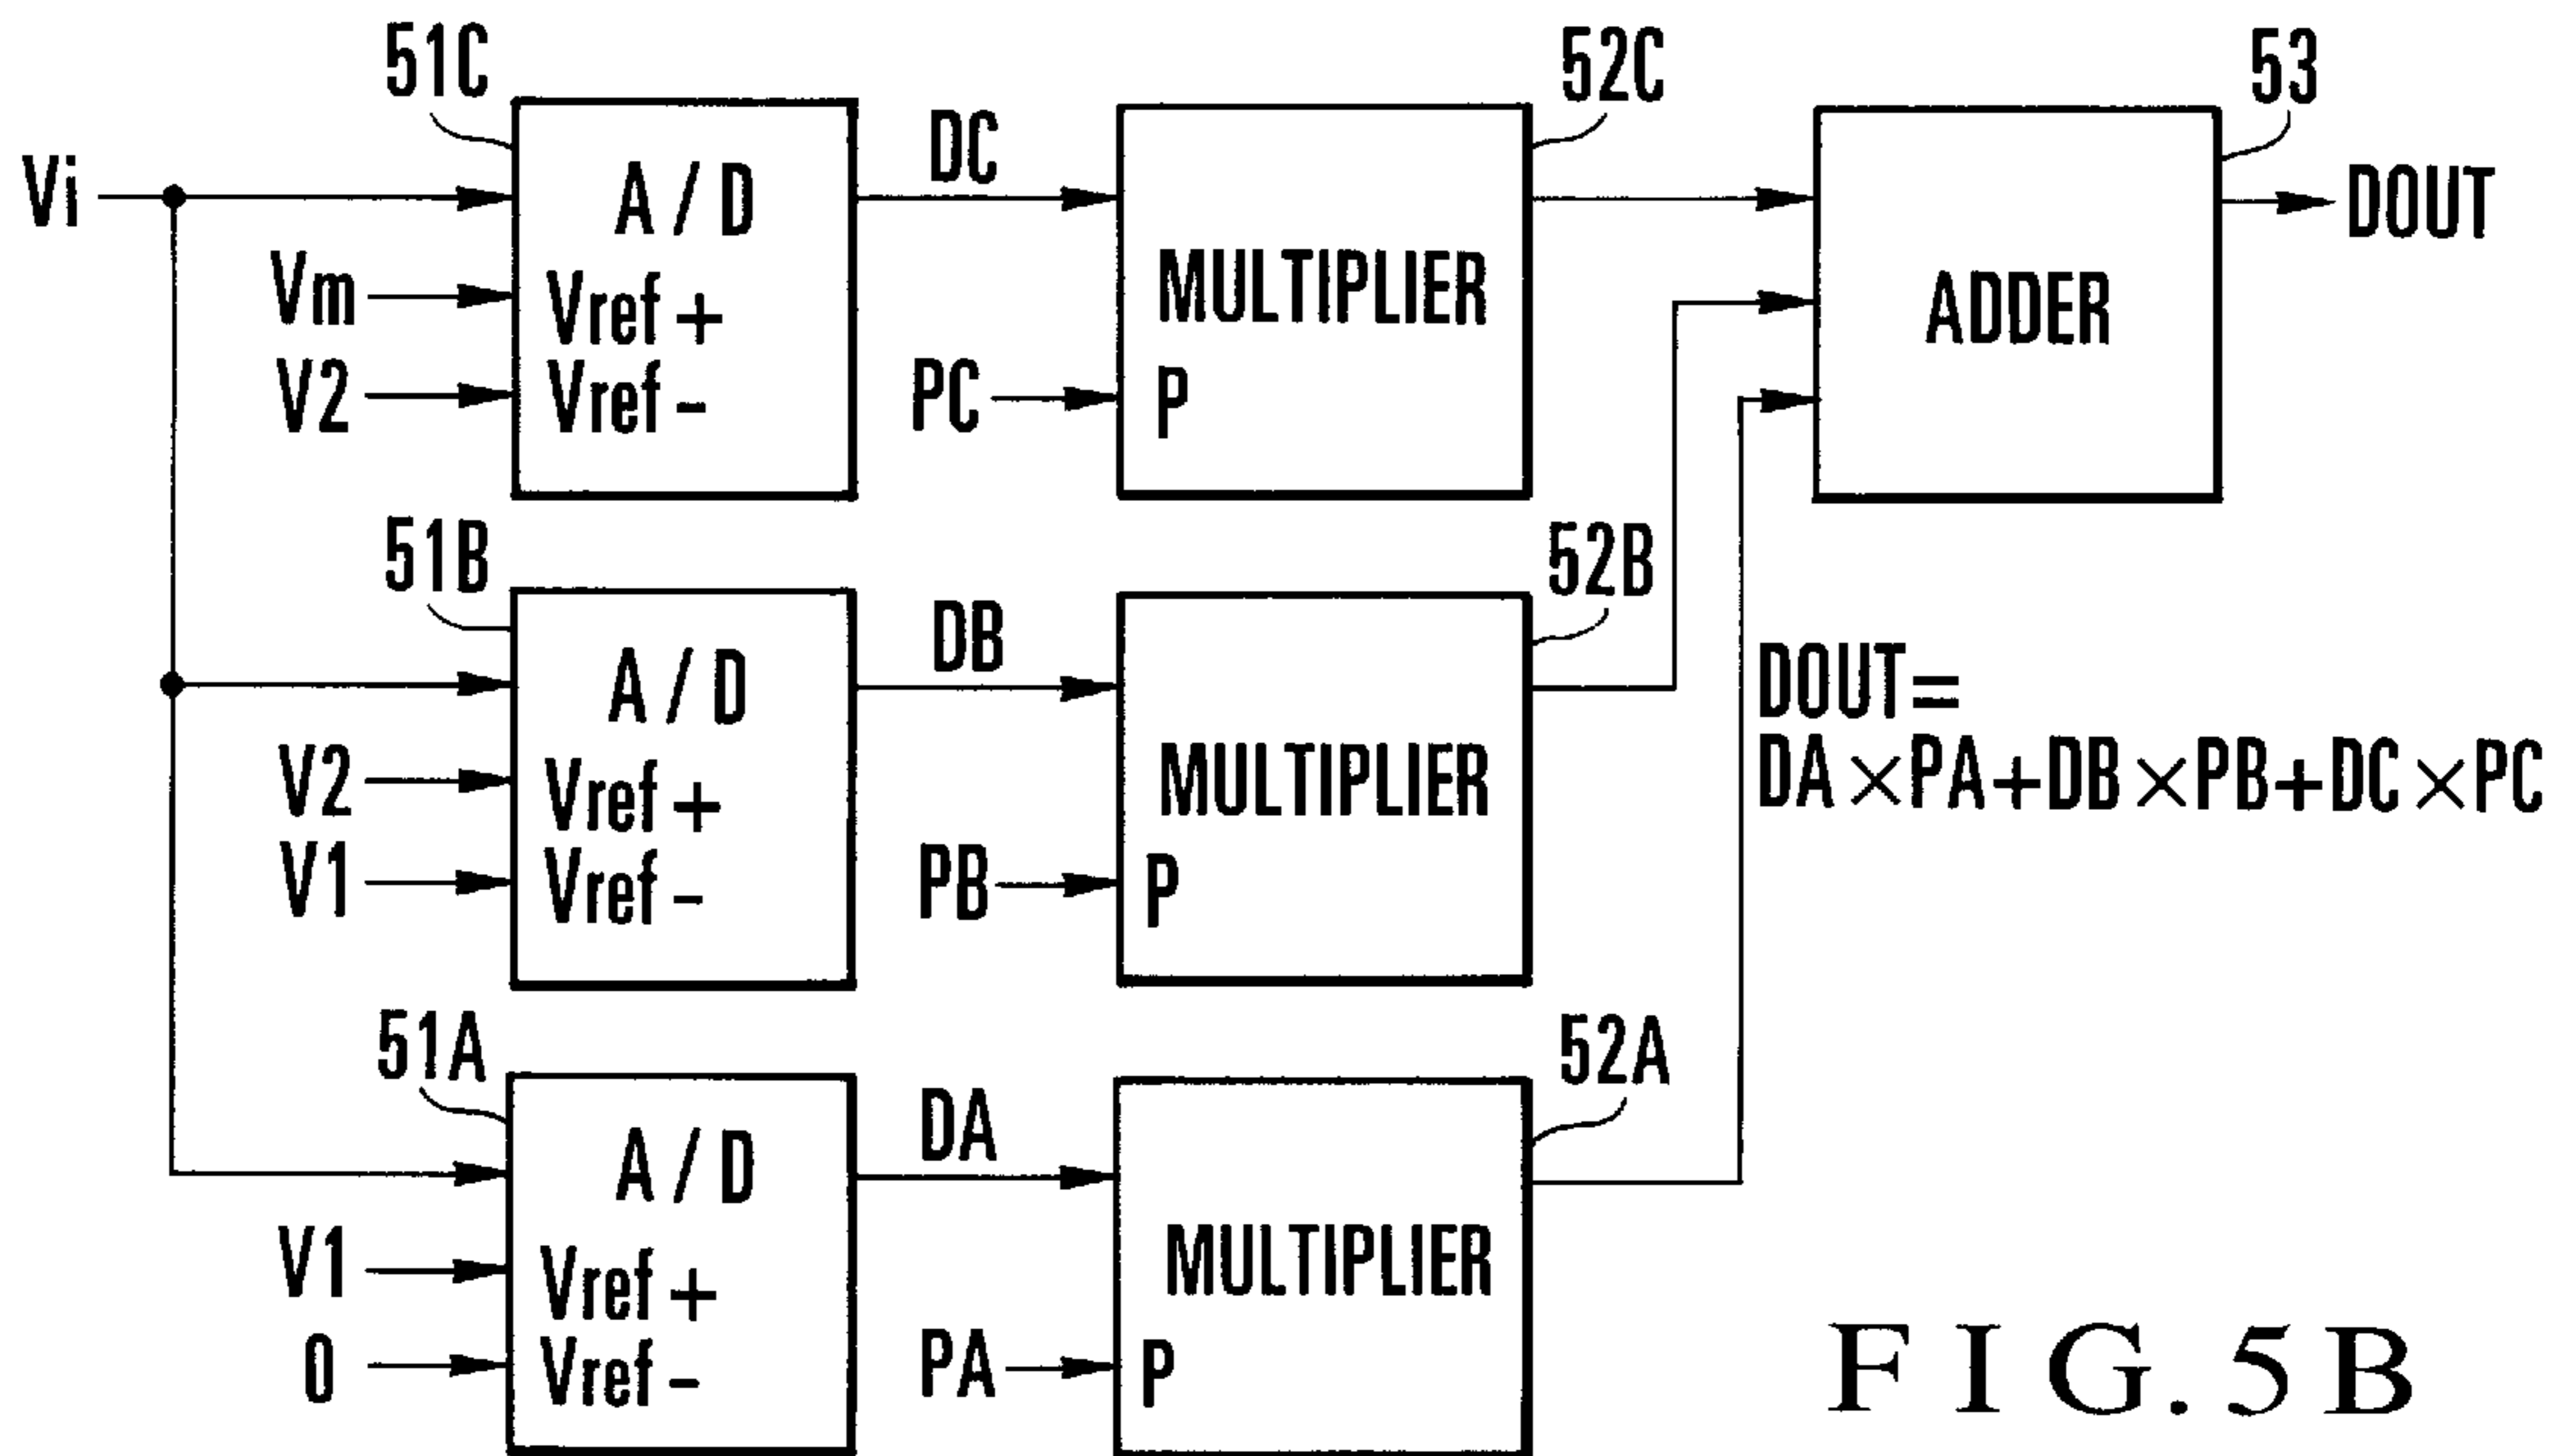 51C
52C
53
Vi
A / D
DC
DOUT
Vm
Vref +
MULTIPLIER
ADDER
V2
Vref -
PC
P
51B
52B
A / D
DB
DOUT=
DA×PA+DB×PB+DC×PC
V2
Vref +
MULTIPLIER
V1
Vref -
PB
P
51A
52A
A / D
DA
V1
Vref +
MULTIPLIER
0
Vref -
PA
P
FIG. 5B